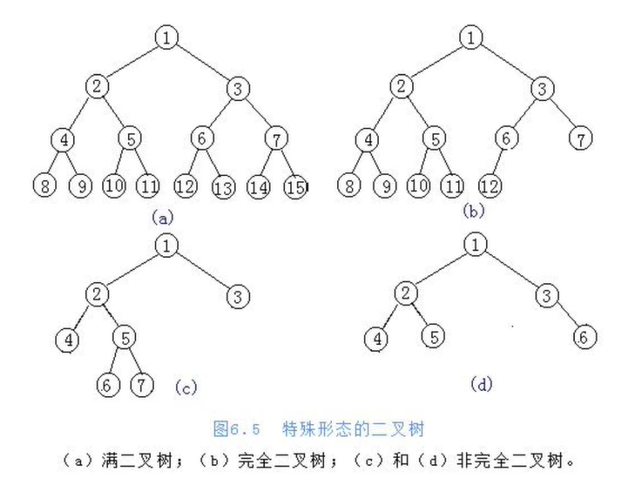 1 1
2 3 2 3
4 5 6 7 4 5 6 7
8 9 10 11 12 13 14 15 8 9 10 11 12
(a) (b)
1 1
2 3 2 3
4 5 4 5 6
6 7
(c) (d)
图6.5 特殊形态的二叉树
(a)满二叉树;(b)完全二叉树;(c)和(d)非完全二叉树。